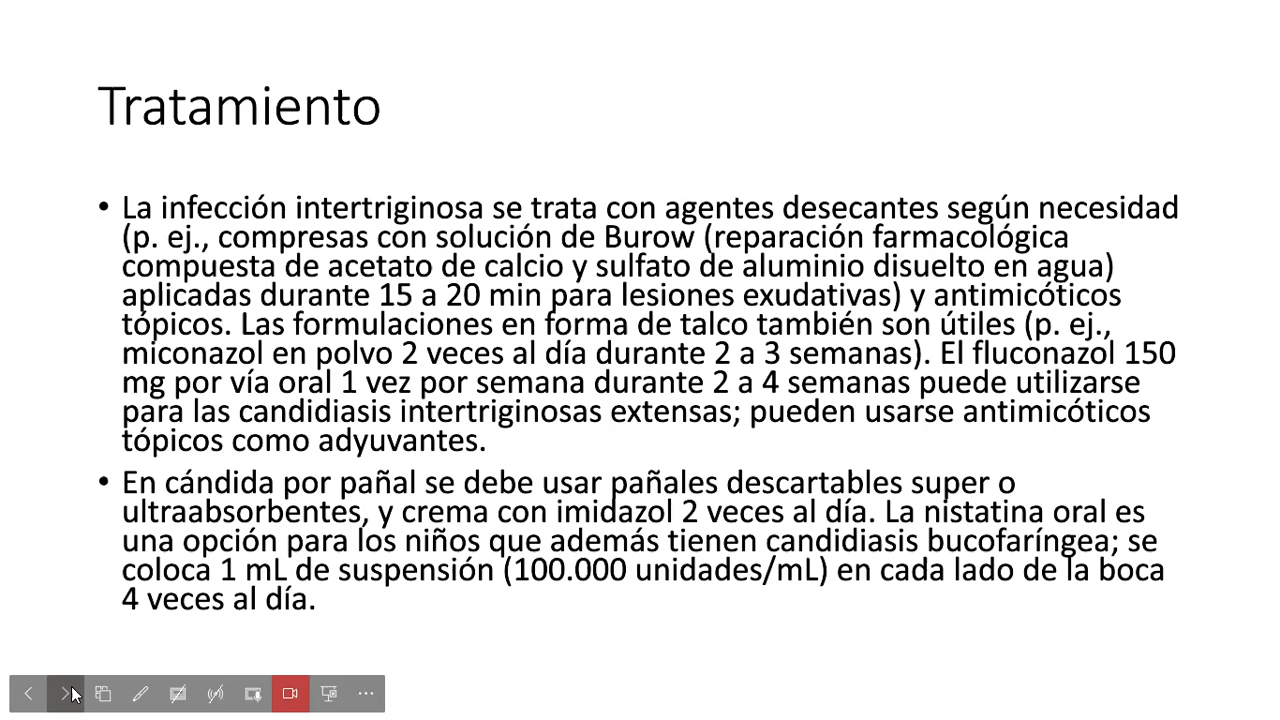 Tratamiento
• La infección intertriginosa se trata con agentes desecantes según necesidad
(p. ej., compresas con solución de Burow (reparación farmacológica
compuesta de acetato de calcio y sulfato de aluminio disuelto en agua)
aplicadas durante 15 a 20 min para lesiones exudativas) y antimicóticos
tópicos. Las formulaciones en forma de talco también son útiles (p. ej.,
miconazol en polvo 2 veces al día durante 2 a 3 semanas). El fluconazol 150
mg por vía oral 1 vez por semana durante 2 a 4 semanas puede utilizarse
para las candidiasis intertriginosas extensas; pueden usarse antimicóticos
tópicos como adyuvantes.
• En cándida por pañal se debe usar pañales descartables super o
ultraabsorbentes, y crema con imidazol 2 veces al día. La nistatina oral es
una opción para los niños que además tienen candidiasis bucofaríngea; se
coloca 1 mL de suspensión (100.000 unidades/mL) en cada lado de la boca
4 veces al día.